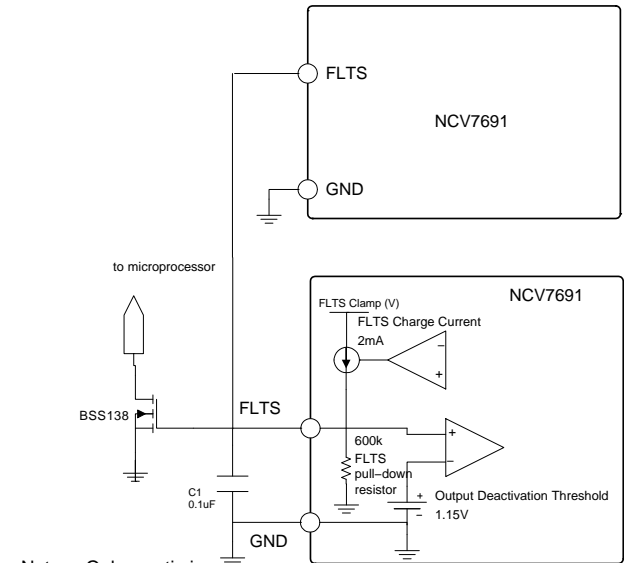 FLTS
NCV7691
GND
to microprocessor
NCV7691
FLTS Clamp (V)
FLTS Charge Current
2mA
−
+
BSS138
FLTS
+
−
600k
FLTS
pull−down
resistor
C1
0.1uF
+ Output Deactivation Threshold
− 1.15V
GND